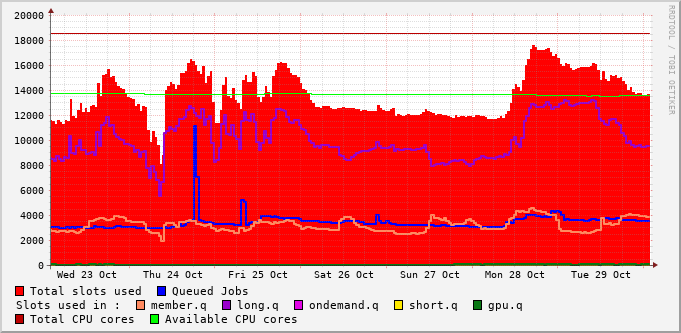 20000
18000
16000
14000
12000
10000
8000
6000
4000
2000
0
Wed 23 Oct Thu 24 Oct Fri 25 Oct Sat 26 Oct Sun 27 Oct Mon 28 Oct Tue 29 Oct
Total slots used Queued Jobs
Slots used in : member.q long.q ondemand.q short.q gpu.q
Total CPU cores Available CPU cores
RRDTOOL / TOBI OETIKER